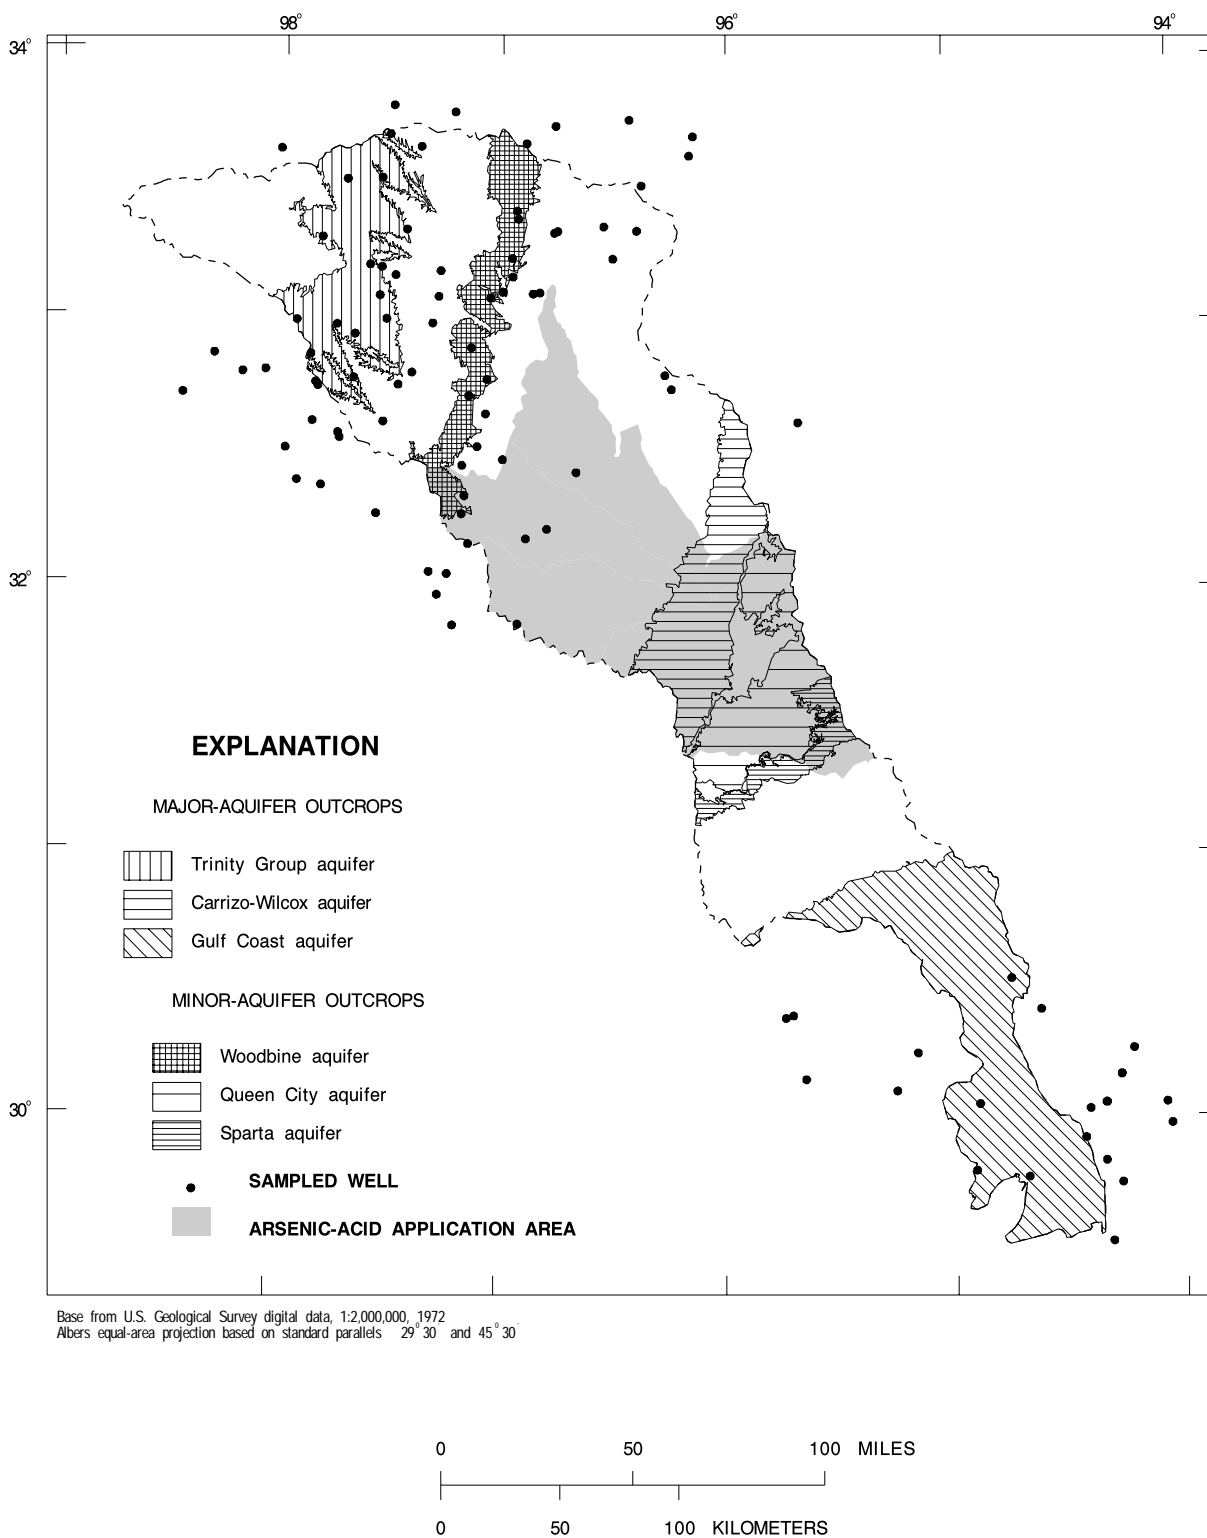 98° 96° 94°
34°
32°
EXPLANATION
MAJOR-AQUIFER OUTCROPS
Trinity Group aquifer
Carrizo-Wilcox aquifer
Gulf Coast aquifer
MINOR-AQUIFER OUTCROPS
Woodbine aquifer
Queen City aquifer
30°
Sparta aquifer
SAMPLED WELL
ARSENIC-ACID APPLICATION AREA
Base from U.S. Geological Survey digital data, 1:2,000,000, 1972
Albers equal-area projection based on standard parallels 29°30' and 45°30'
0 50 100 MILES
0 50 100 KILOMETERS